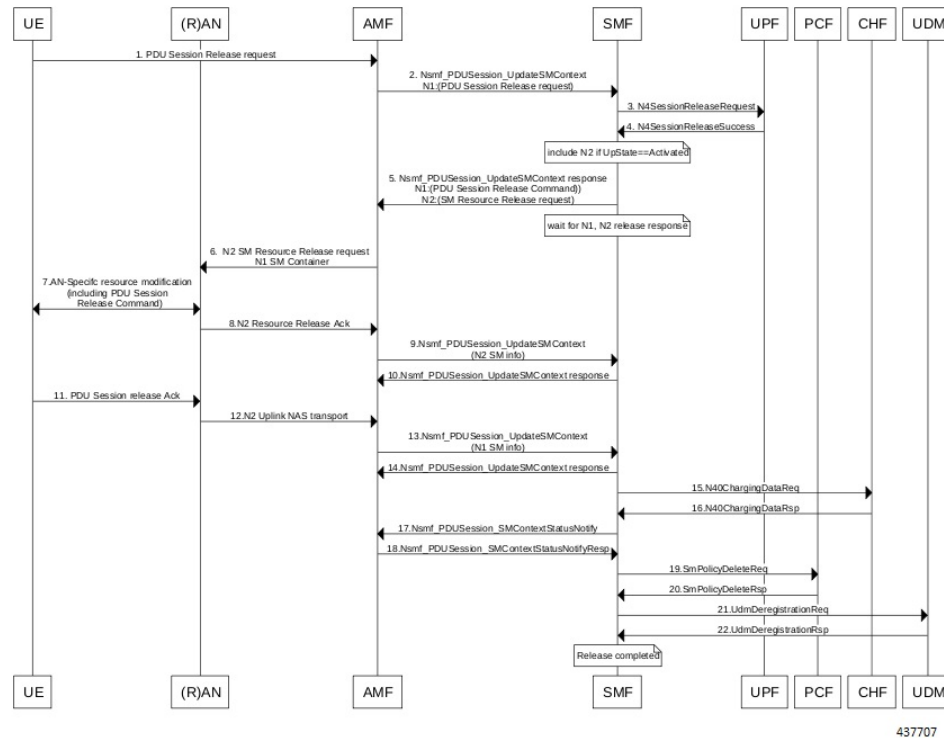 UE (R)AN AMF SMF UPF PCF CHF UDM
1. PDU Session Release request
2. Nsmf_PDUSession_UpdateSMContext
N1:(PDU Session Release request)
3. N4SessionReleaseRequest
4. N4SessionReleaseSuccess
include N2 if UpState==Activated
5. Nsmf_PDUSession_UpdateSMContext response
N1:(PDU Session Release Command))
N2:(SM Resource Release request)
wait for N1, N2 release response
6. N2 SM Resource Release request
N1 SM Container
7.AN-Specifc resource modification
(including PDU Session
Release Command)
8.N2 Resource Release Ack
9.Nsmf_PDUSession_UpdateSMContext
(N2 SM info)
10.Nsmf_PDUSession_UpdateSMContext response
11. PDU Session release Ack
12.N2 Uplink NAS transport
13.Nsmf_PDUSession_UpdateSMContext
(N1 SM info)
14.Nsmf_PDUSession_UpdateSMContext response
15.N40ChargingDataReq
16.N40ChargingDataRsp
17.Nsmf_PDUSession_SMContextStatusNotify
18.Nsmf_PDUSession_SMContextStatusNotifyResp
19.SmPolicyDeleteReq
20.SmPolicyDeleteRsp
21.UdmDeregistrationReq
22.UdmDeregistrationRsp
Release completed
UE (R)AN AMF SMF UPF PCF CHF UDM
437707